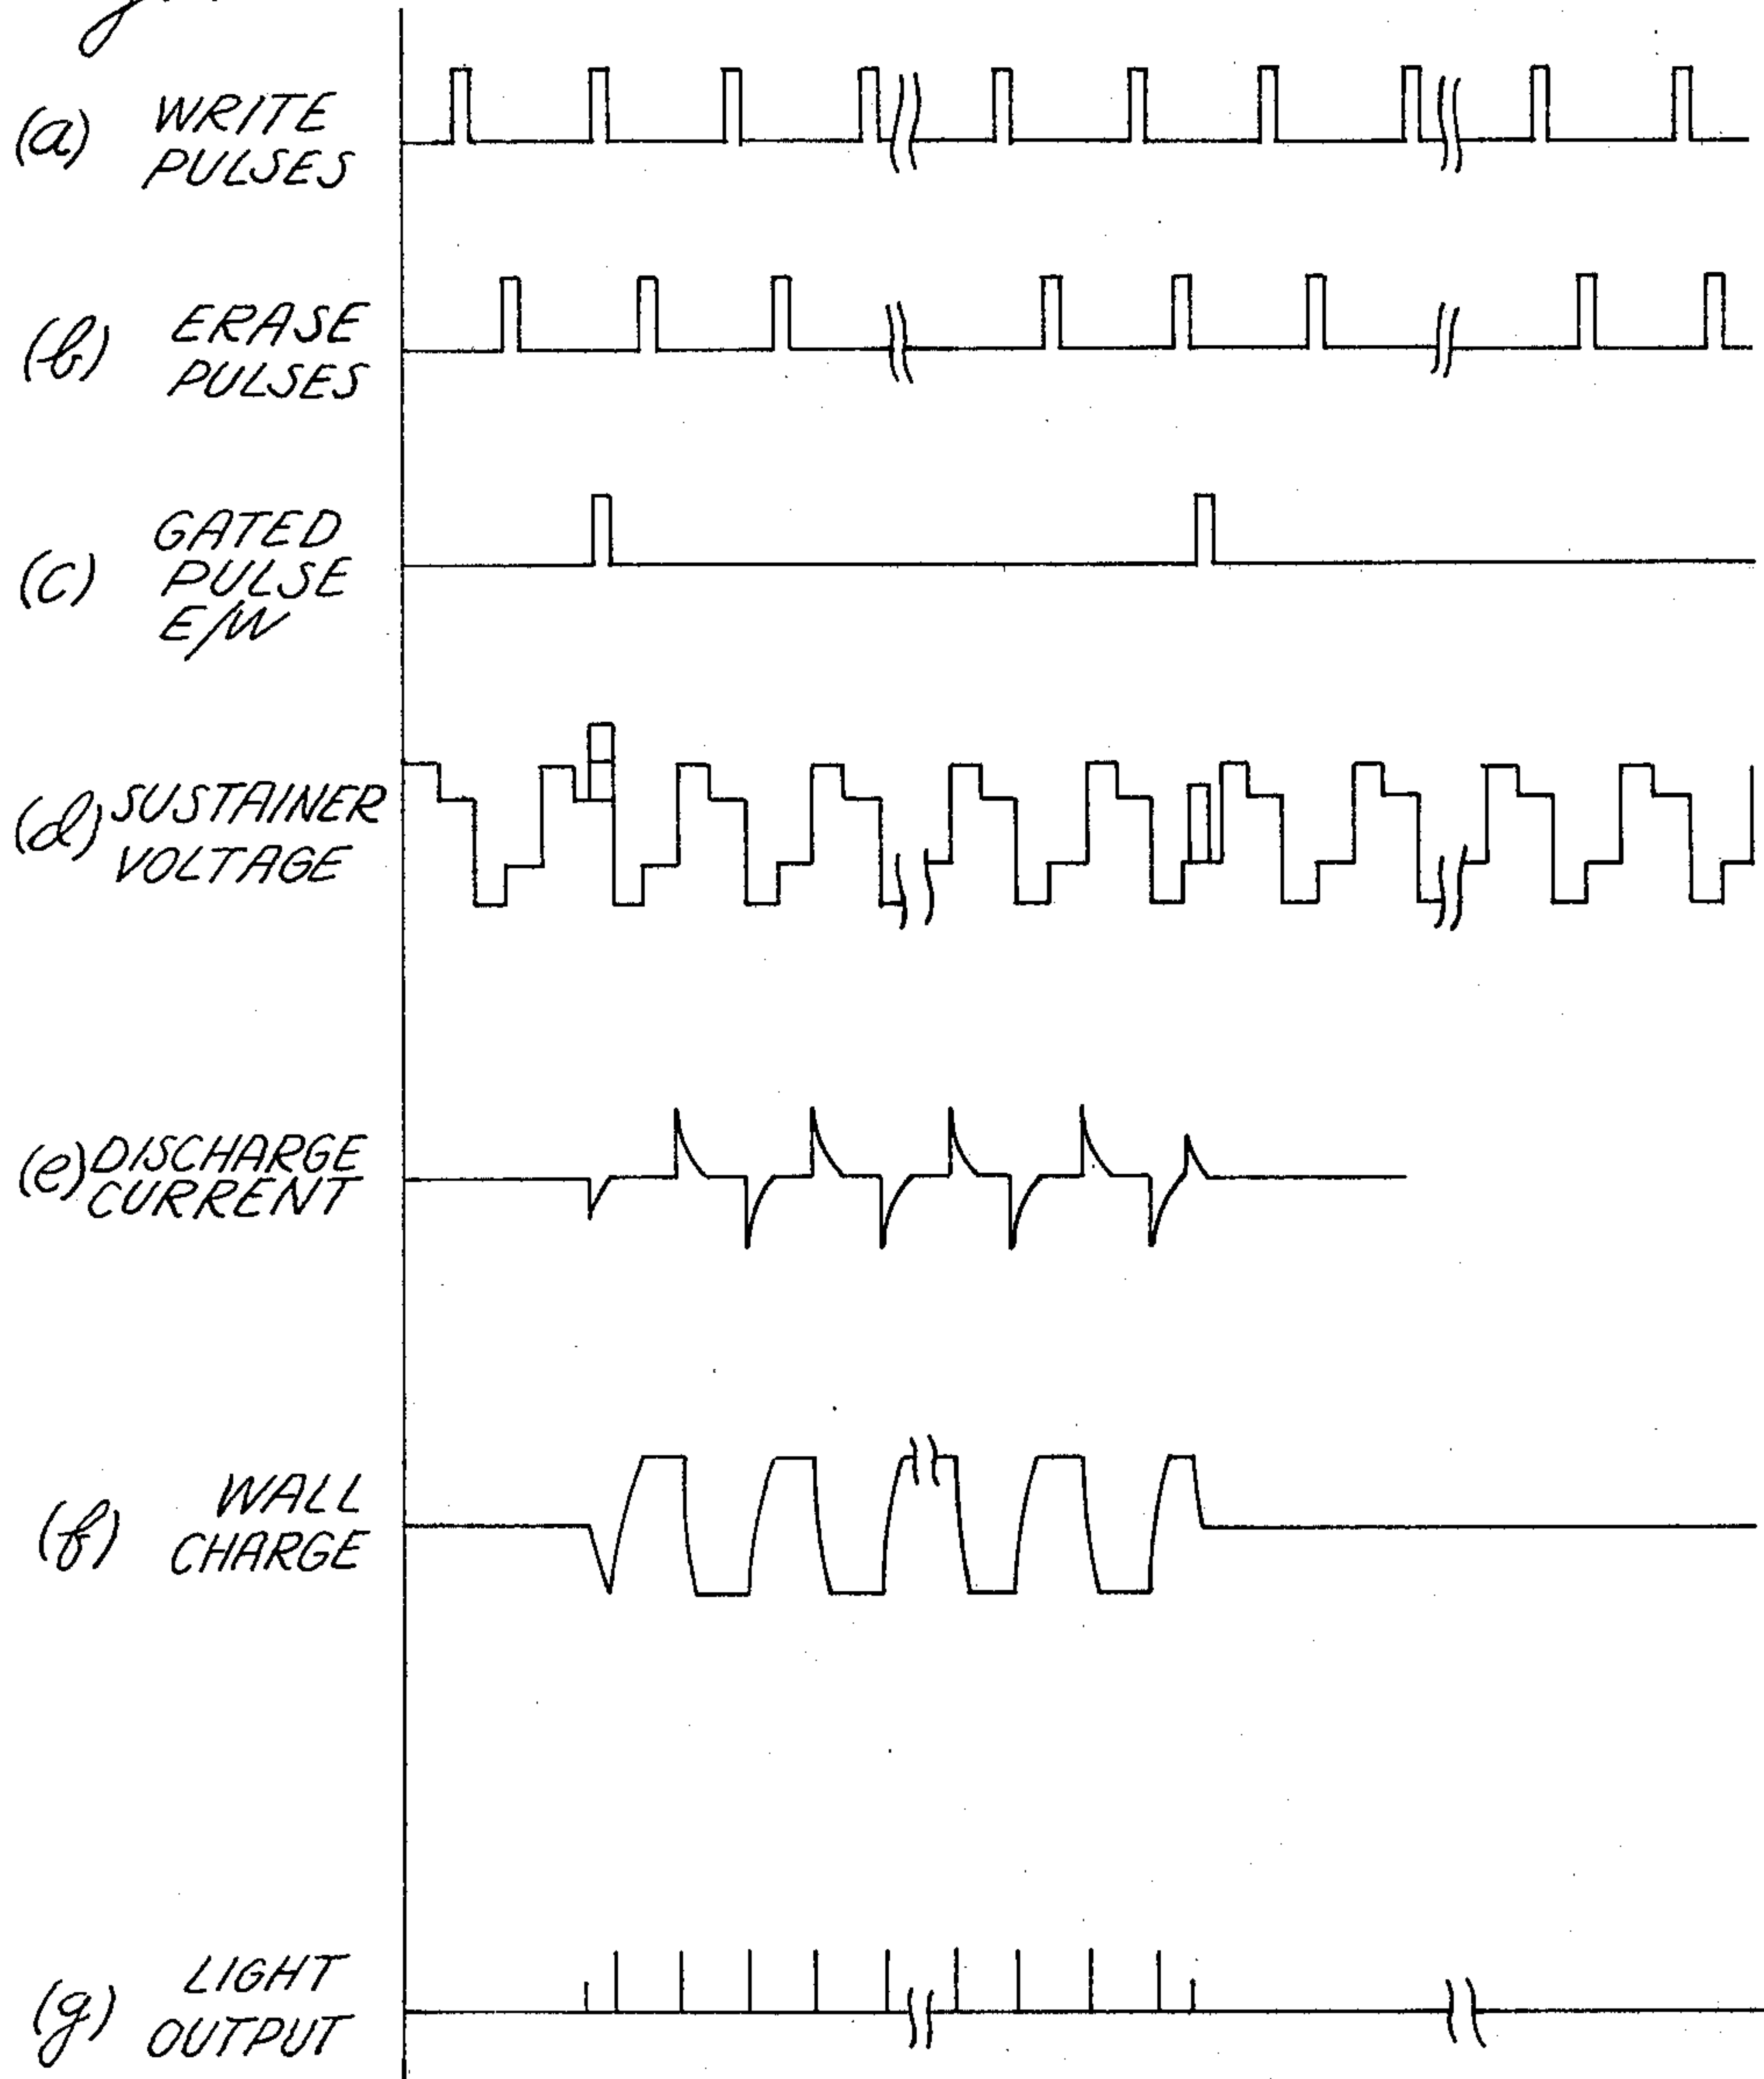 (a) WRITE
PULSES
(b) ERASE
PULSES
GATED
(c) PULSE
E/W
(d) SUSTAINER
VOLTAGE
(e) DISCHARGE
CURRENT
(f) WALL
CHARGE
(g) LIGHT
OUTPUT